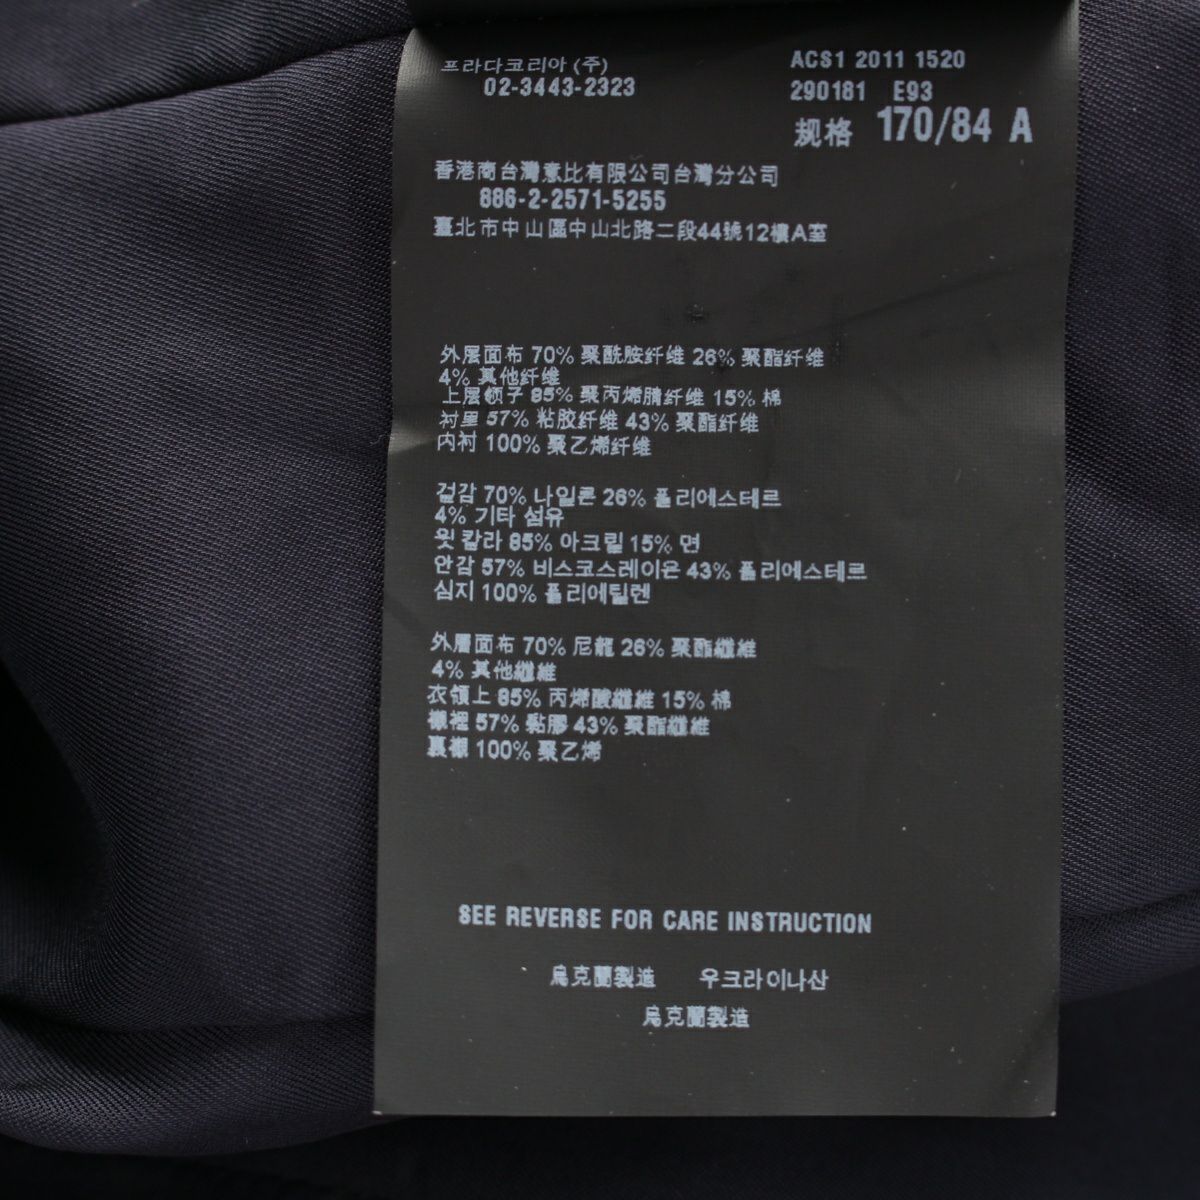 프라다코리아 (주)
02-3443-2323
ACS1 2011 1520
290181 E93
规格 170/84 A
香港商台灣意比有限公司台灣分公司
886-2-2571-5255
臺北市中山區中山北路二段44號12樓A室
外层面布 70% 聚酰胺纤维 26% 聚酯纤维
4% 其他纤维
上层领子 85% 聚丙烯腈纤维 15% 棉
衬里 57% 粘胶纤维 43% 聚酯纤维
内衬 100% 聚乙烯纤维
겉감 70% 나일론 26% 폴리에스테르
4% 기타 섬유
윗 칼라 85% 아크릴 15% 면
안감 57% 비스코스레이온 43% 폴리에스테르
심지 100% 폴리에틸렌
外層面布 70% 尼龍 26% 聚酯纖維
4% 其他纖維
衣領上 85% 丙烯酸纖維 15% 棉
襯裡 57% 黏膠 43% 聚酯纖維
裏襯 100% 聚乙烯
SEE REVERSE FOR CARE INSTRUCTION
烏克蘭製造 우크라이나산
烏克蘭製造